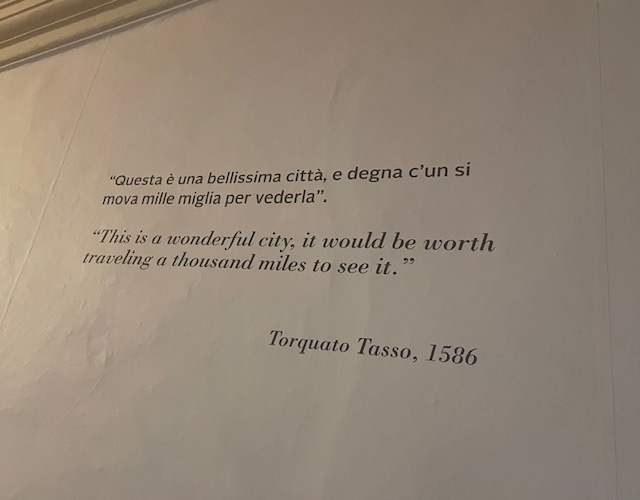 “Questa è una bellissima città, e degna c’un si
mova mille miglia per vederla”.
“This is a wonderful city, it would be worth
traveling a thousand miles to see it.”
Torquato Tasso, 1586